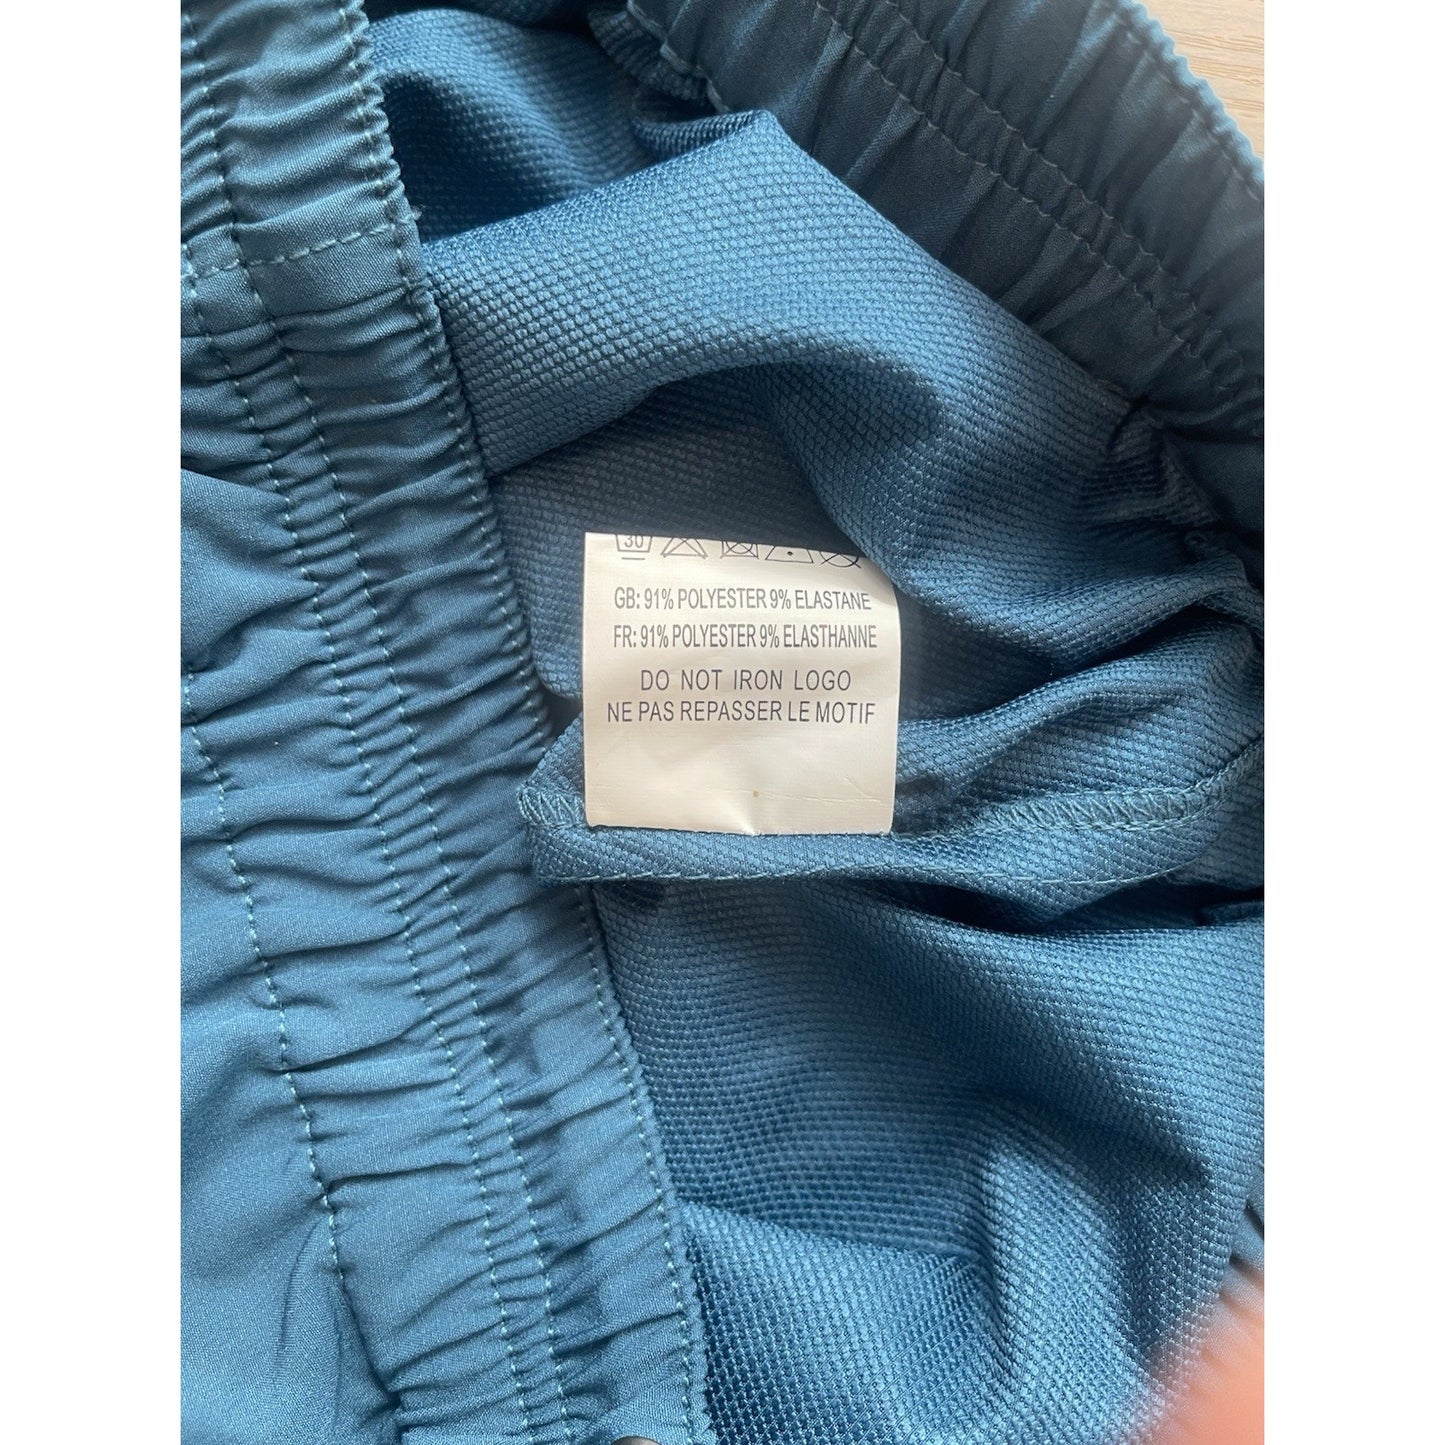 30
GB: 91% POLYESTER 9% ELASTANE
FR: 91% POLYESTER 9% ELASTHANNE
DO NOT IRON LOGO
NE PAS REPASSER LE MOTIF